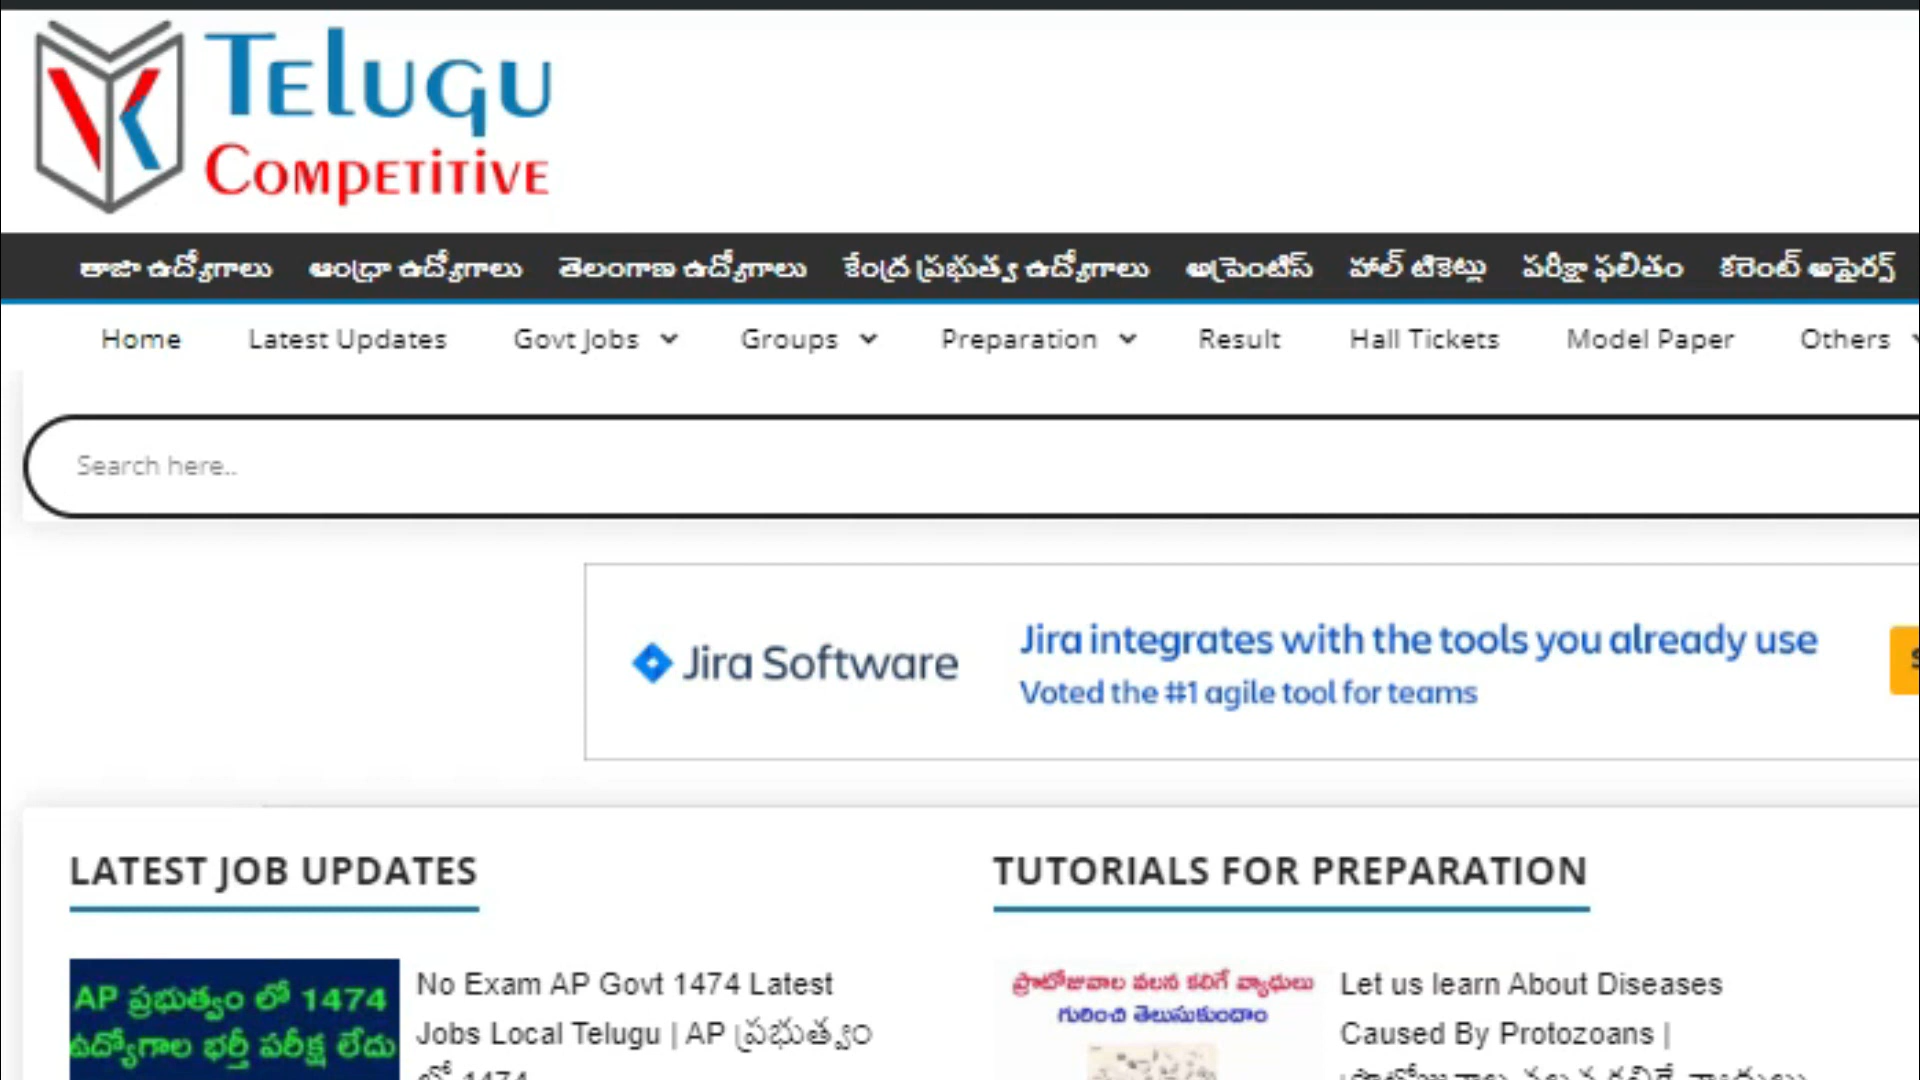 Telugu
Competitive
తాజా ఉద్యోగాలు ఆంధ్రా ఉద్యోగాలు తెలంగాణ ఉద్యోగాలు కేంద్ర ప్రభుత్వ ఉద్యోగాలు అప్రెంటిస్ హాల్ టికెట్లు పరీక్షా ఫలితం కరెంట్ అఫైర్స్
Home Latest Updates Govt Jobs Groups Preparation Result Hall Tickets Model Paper Others
Search here..
Jira Software
Jira integrates with the tools you already use
Voted the #1 agile tool for teams
LATEST JOB UPDATES
AP ప్రభుత్వం లో 1474
ఉద్యోగాల భర్తీ పరీక్ష లేదు
No Exam AP Govt 1474 Latest
Jobs Local Telugu | AP ప్రభుత్వం
లో 1474
TUTORIALS FOR PREPARATION
ప్రొటోజువాల వలన కలిగే వ్యాధులు
గురించి తెలుసుకుందాం
Let us learn About Diseases
Caused By Protozoans |